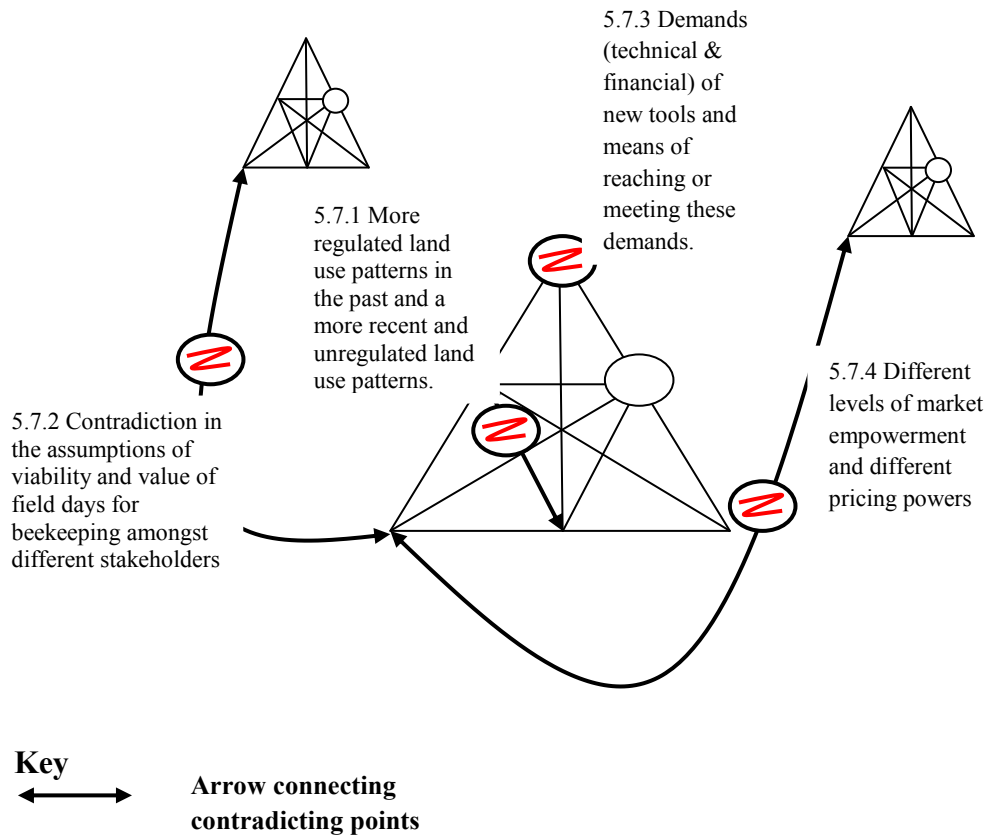 5.7.3 Demands
(technical &
financial) of
new tools and
means of
reaching or
meeting these
demands.
5.7.1 More
regulated land
use patterns in
the past and a
more recent and
unregulated land
use patterns.
5.7.4 Different
levels of market
empowerment
and different
pricing powers
5.7.2 Contradiction in
the assumptions of
viability and value of
field days for
beekeeping amongst
different stakeholders
Key
Arrow connecting
contradicting points